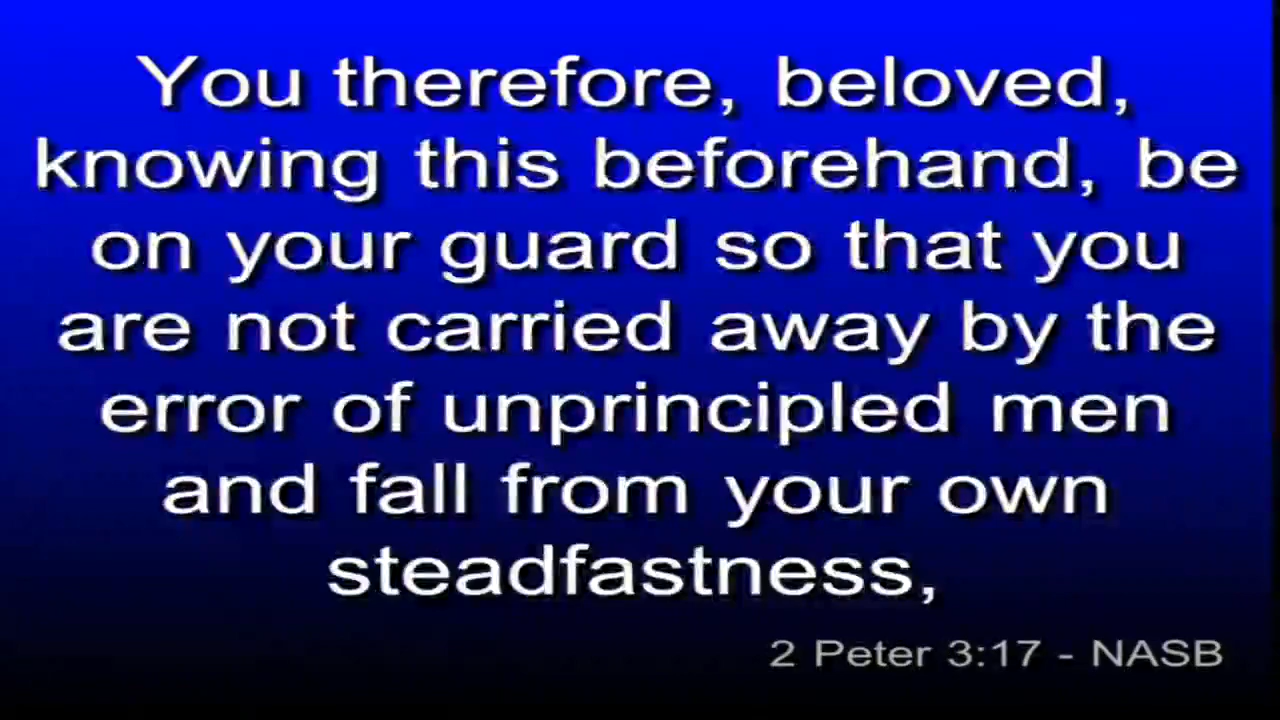 You therefore, beloved,
knowing this beforehand, be
on your guard so that you
are not carried away by the
error of unprincipled men
and fall from your own
steadfastness,
2 Peter 3:17 - NASB